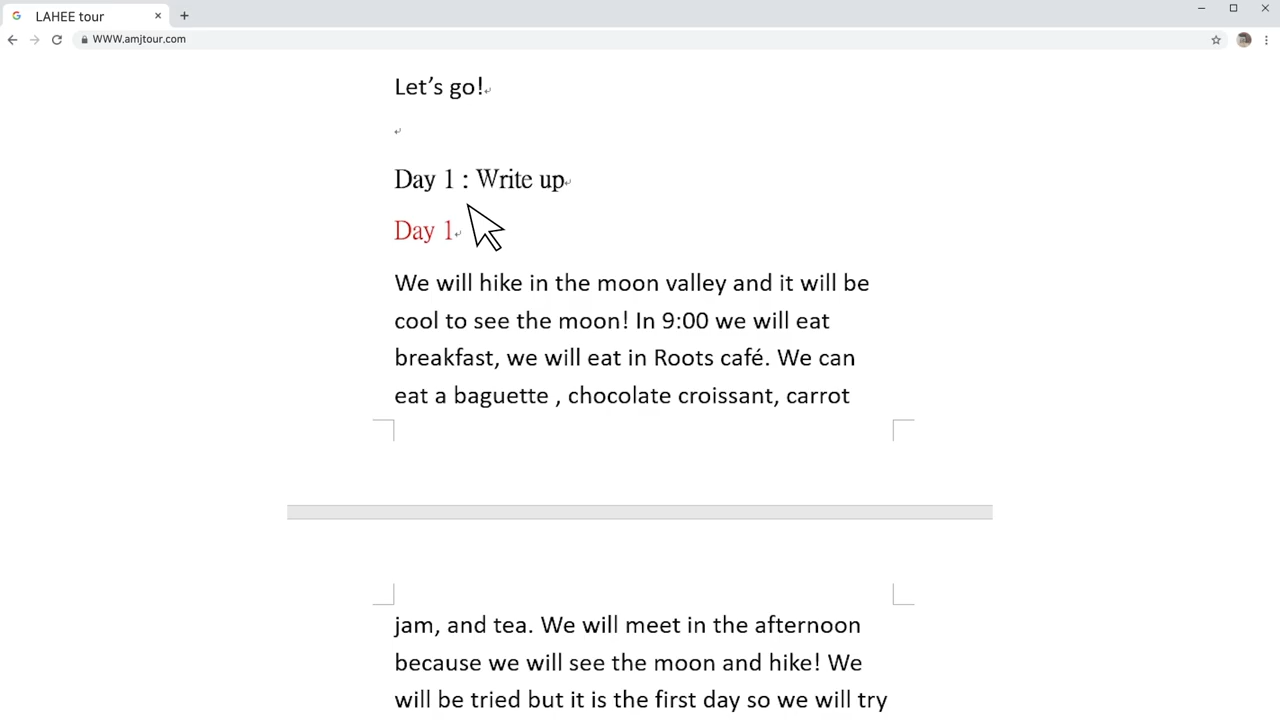 LAHEE tour
WWW.amjtour.com
Let's go!
Day 1 : Write up
Day 1
We will hike in the moon valley and it will be
cool to see the moon! In 9:00 we will eat
breakfast, we will eat in Roots café. We can
eat a baguette , chocolate croissant, carrot
jam, and tea. We will meet in the afternoon
because we will see the moon and hike! We
will be tried but it is the first day so we will try